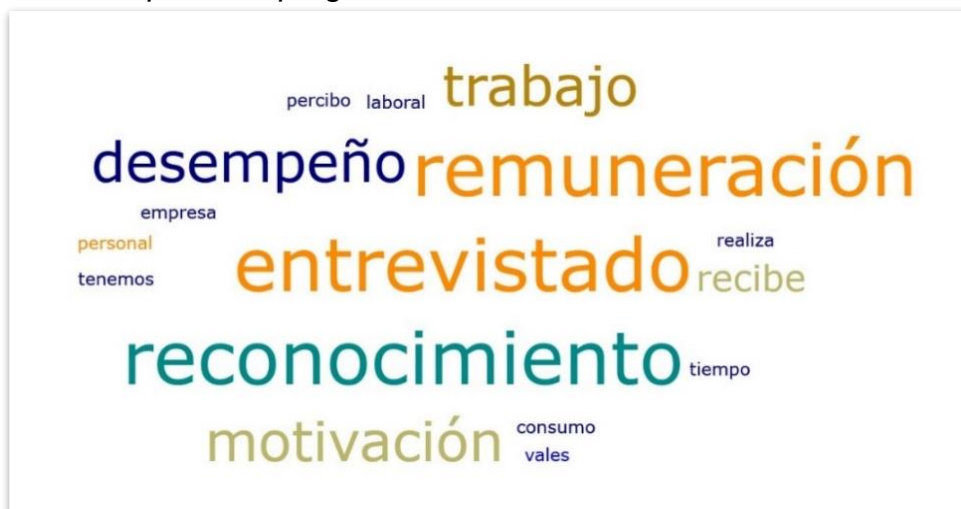 trabajo
percibo laboral
desempeño remuneración
empresa
personal
realiza
entrevistado recibe
tenemos
reconocimiento tiempo
motivación consumo
vales